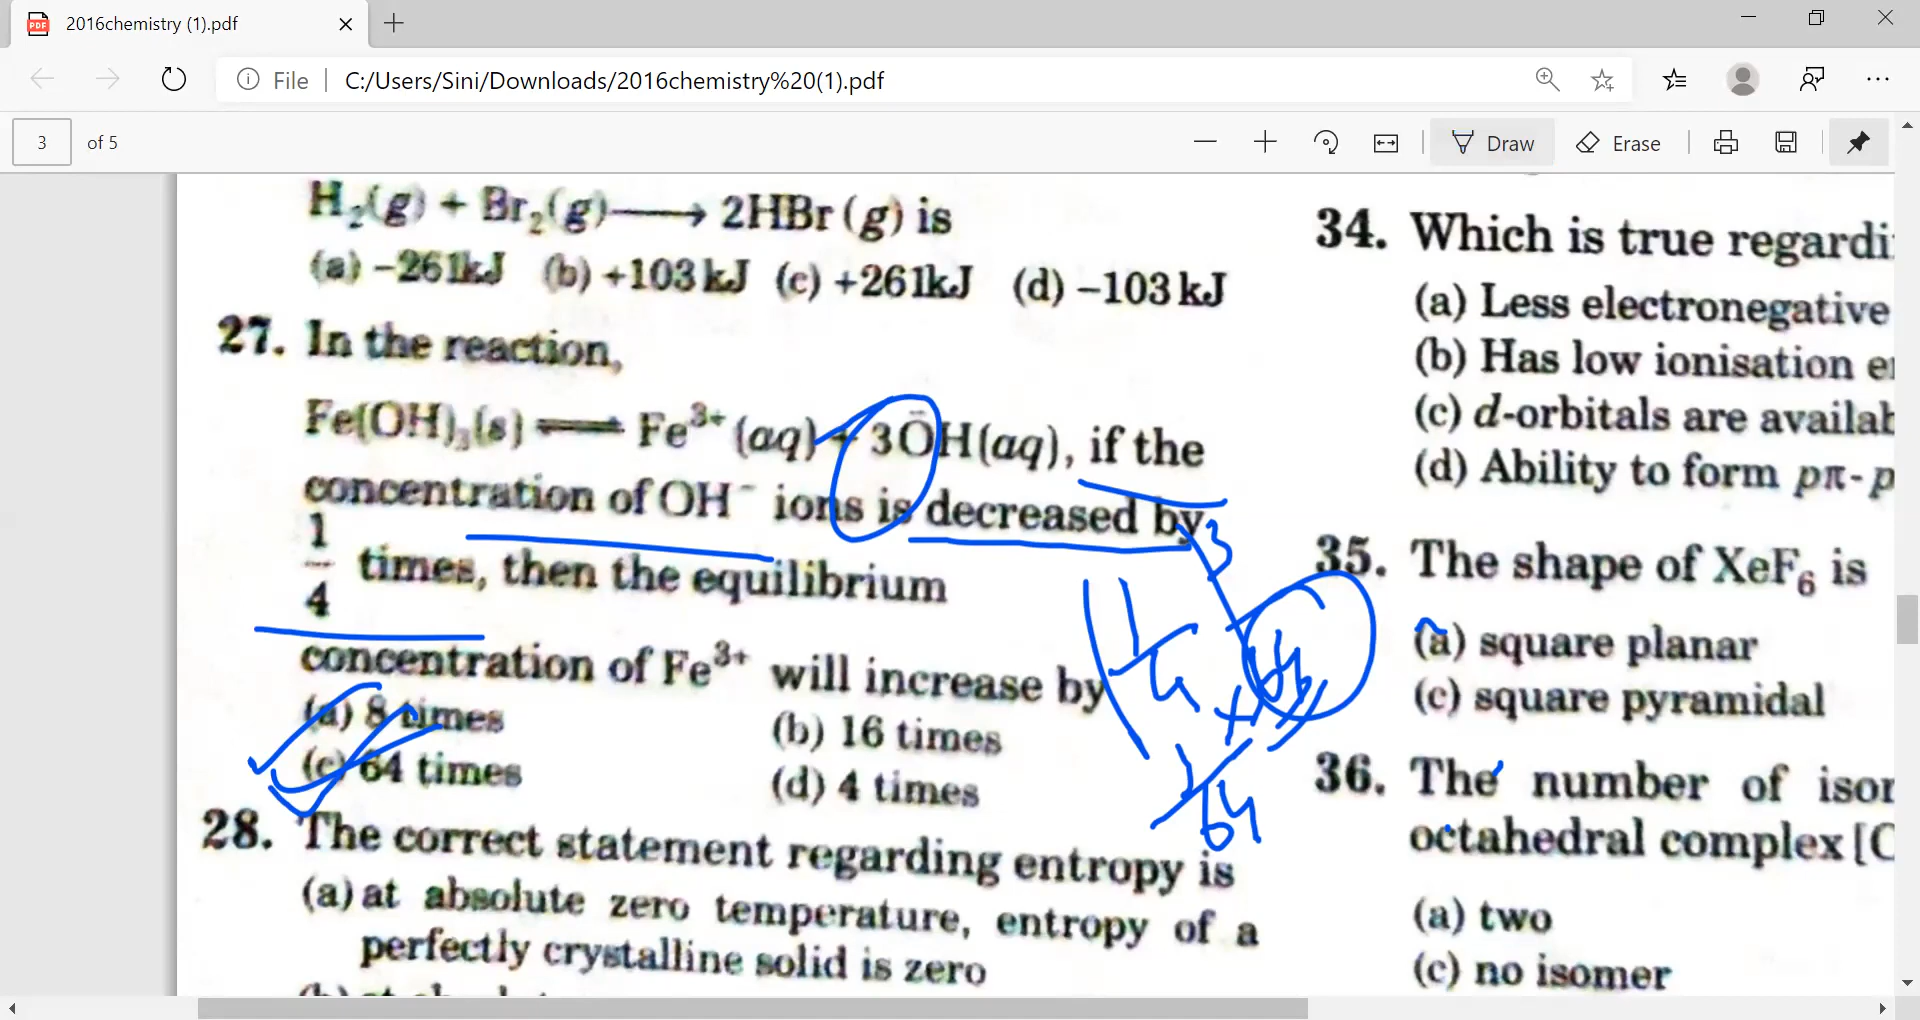 2016chemistry (1).pdf
File | C:/Users/Sini/Downloads/2016chemistry%20(1).pdf
3 of 5
Draw
Erase
H₂(g) + Br₂(g) ⟶ 2HBr (g) is
(a) –261kJ (b) +103 kJ (c) +261kJ (d) –103 kJ
27. In the reaction,
Fe(OH)₃(s) ⇌ Fe³⁺ (aq) + 3ŌH(aq), if the
concentration of OH⁻ ions is decreased by
1/4 times, then the equilibrium
concentration of Fe³⁺ will increase by
(a) 8 times (b) 16 times
(c) 64 times (d) 4 times
28. The correct statement regarding entropy is
(a) at absolute zero temperature, entropy of a
perfectly crystalline solid is zero
3
1/4
64
1/64
34. Which is true regardi
(a) Less electronegative
(b) Has low ionisation
(c) d-orbitals are
(d) Ability to form pπ-p
35. The shape of XeF₆ is
(a) square planar
(c) square pyramidal
36. The number of
octahedral complex [C
(a) two
(c) no isomer